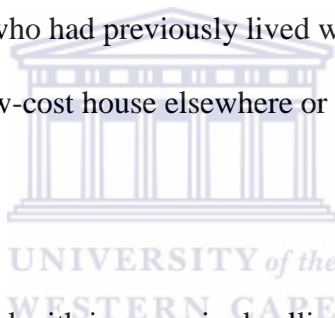 who had previously lived w
w-cost house elsewhere or
UNIVERSITY of the
WESTERN CAPE